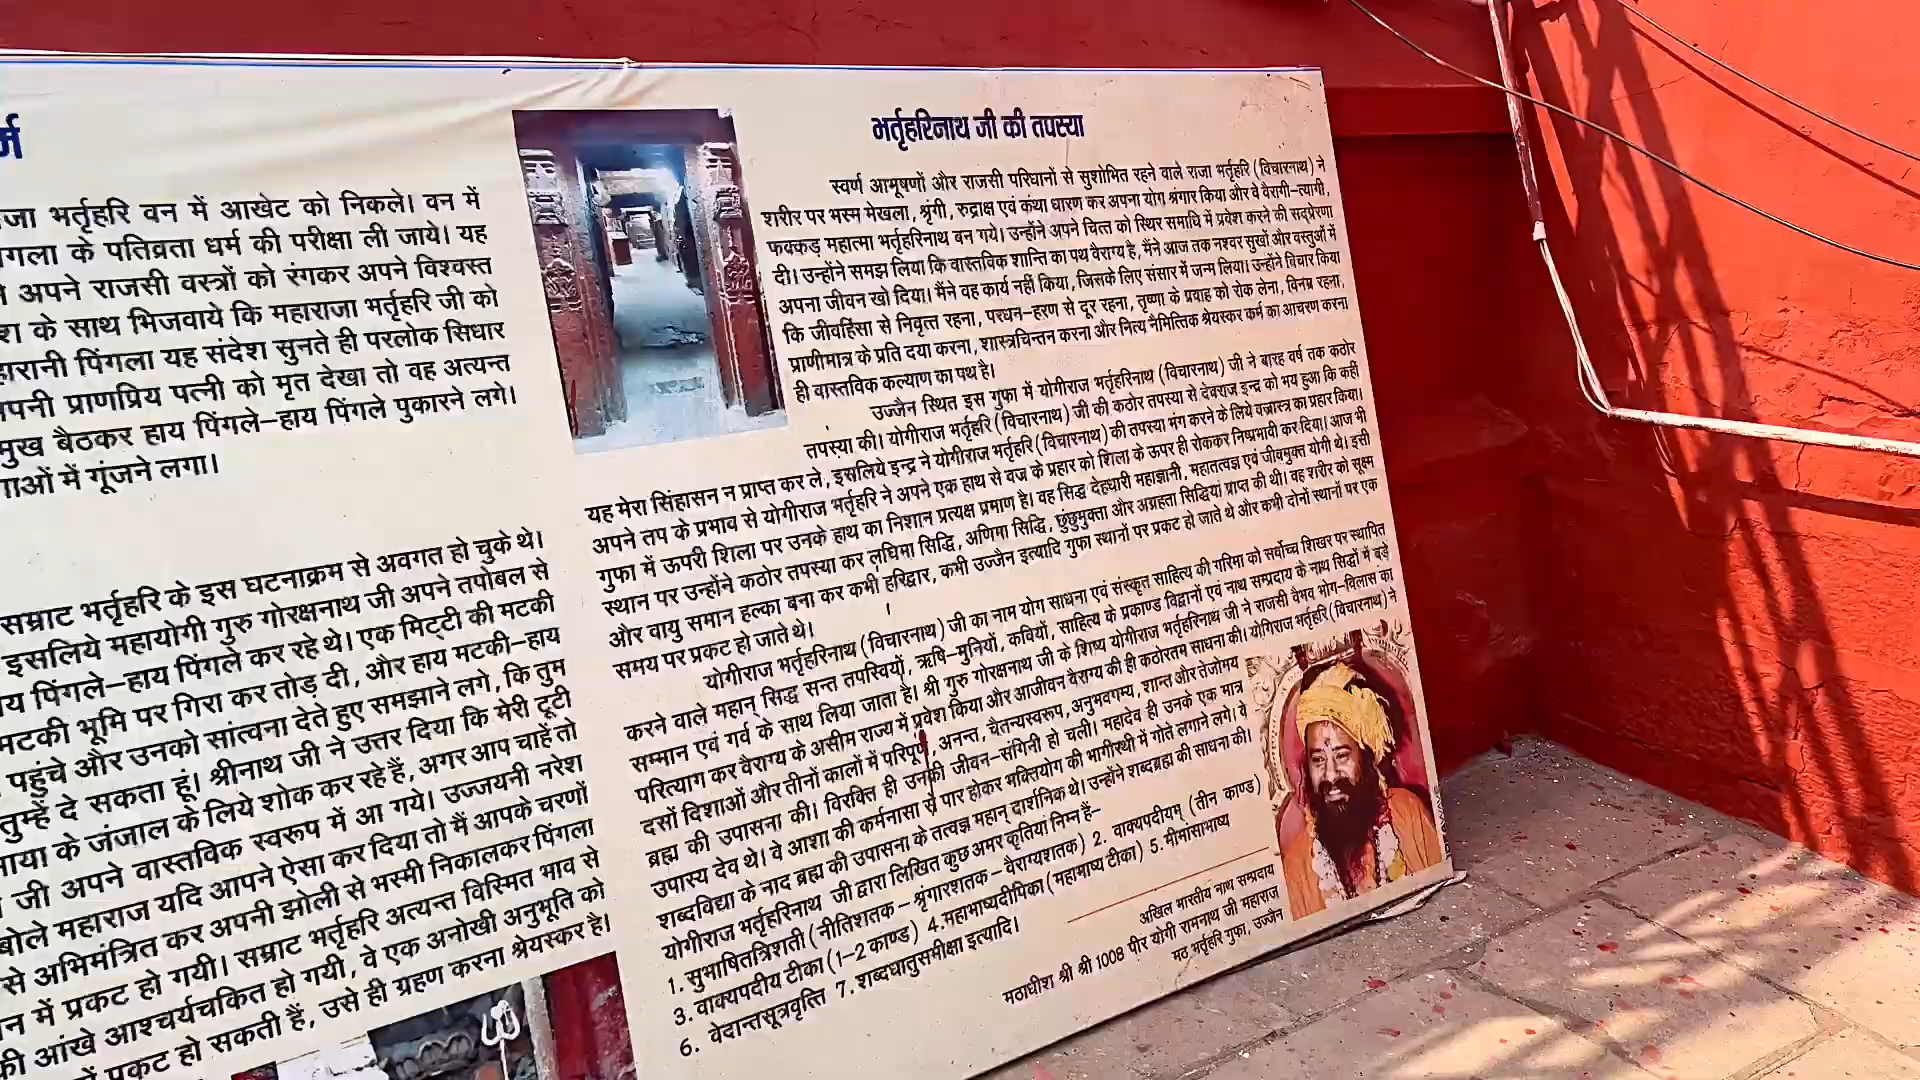 र्म
जा भर्तृहरि वन में आखेट को निकले। वन में
गला के पतिव्रता धर्म की परीक्षा ली जाये। यह
अपने राजसी वस्त्रों को रंगकर अपने विश्वस्त
श के साथ भिजवाये कि महाराजा भर्तृहरि जी को
हारानी पिंगला यह संदेश सुनते ही परलोक सिधार
पनी प्राणप्रिय पत्नी को मृत देखा तो वह अत्यन्त
मुख बैठकर हाय पिंगले–हाय पिंगले पुकारने लगे।
ाओं में गूंजने लगा।
सम्राट भर्तृहरि के इस घटनाक्रम से अवगत हो चुके थे।
इसलिये महायोगी गुरु गोरक्षनाथ जी अपने तपोबल से
य पिंगले–हाय पिंगले कर रहे थे। एक मिट्टी की मटकी
मटकी भूमि पर गिरा कर तोड़ दी, और हाय मटकी–हाय
पहुंचे और उनको सांत्वना देते हुए समझाने लगे, कि तुम
तुम्हें दे सकता हूं। श्रीनाथ जी ने उत्तर दिया कि मेरी टूटी
माया के जंजाल के लिये शोक कर रहे हैं, अगर आप चाहें तो
जी अपने वास्तविक स्वरूप में आ गये। उज्जयनी नरेश
बोले महाराज यदि आपने ऐसा कर दिया तो मैं आपके चरणों
से अभिमंत्रित कर अपनी झोली से भस्मी निकालकर पिंगला
न में प्रकट हो गयी। सम्राट भर्तृहरि अत्यन्त विस्मित भाव से
की आंखे आश्चर्यचकित हो गयी, वे एक अनोखी अनुभूति को
प्रकट हो सकती हैं, उसे ही ग्रहण करना श्रेयस्कर है।
भर्तृहरिनाथ जी की तपस्या
स्वर्ण आभूषणों और राजसी परिधानों से सुशोभित रहने वाले राजा भर्तृहरि (विचारनाथ) ने
शरीर पर भस्म मेखला, श्रृंगी, रुद्राक्ष एवं कंथा धारण कर अपना योग श्रंगार किया और वे वैरागी–त्यागी,
फक्कड़ महात्मा भर्तृहरिनाथ बन गये। उन्होंने अपने चित्त को स्थिर समाधि में प्रवेश करने की सद्प्रेरणा
दी। उन्होंने समझ लिया कि वास्तविक शान्ति का पथ वैराग्य है, मैंने आज तक नश्वर सुखों और वस्तुओं में
अपना जीवन खो दिया। मैंने वह कार्य नहीं किया, जिसके लिए संसार में जन्म लिया। उन्होंने विचार किया
कि जीवहिंसा से निवृत्त रहना, परधन–हरण से दूर रहना, तृष्णा के प्रवाह को रोक लेना, विनम्र रहना,
प्राणीमात्र के प्रति दया करना, शास्त्रचिन्तन करना और नित्य नैमित्तिक श्रेयस्कर कर्म का आचरण करना
ही वास्तविक कल्याण का पथ है।
उज्जैन स्थित इस गुफा में योगीराज भर्तृहरिनाथ (विचारनाथ) जी ने बारह वर्ष तक कठोर
तपस्या की। योगीराज भर्तृहरि (विचारनाथ) जी की कठोर तपस्या से देवराज इन्द्र को भय हुआ कि कहीं
यह मेरा सिंहासन न प्राप्त कर ले, इसलिये इन्द्र ने योगीराज भर्तृहरि (विचारनाथ) की तपस्या भंग करने के लिये वज्रास्त्र का प्रहार किया।
अपने तप के प्रभाव से योगीराज भर्तृहरि ने अपने एक हाथ से वज्र के प्रहार को शिला के ऊपर ही रोककर निष्प्रभावी कर दिया। आज भी
गुफा में ऊपरी शिला पर उनके हाथ का निशान प्रत्यक्ष प्रमाण है। वह सिद्ध देहधारी महाज्ञानी, महातत्वज्ञ एवं जीवमुक्त योगी थे। इसी
स्थान पर उन्होंने कठोर तपस्या कर लघिमा सिद्धि, अणिमा सिद्धि, छुंछुमुक्ता और अग्रहता सिद्धियां प्राप्त की थी। वह शरीर को सूक्ष्म
और वायु समान हल्का बना कर कभी हरिद्वार, कभी उज्जैन इत्यादि गुफा स्थानों पर प्रकट हो जाते थे और कभी दोनों स्थानों पर एक
समय पर प्रकट हो जाते थे।
योगीराज भर्तृहरिनाथ (विचारनाथ) जी का नाम योग साधना एवं संस्कृत साहित्य की गरिमा को सर्वोच्च शिखर पर स्थापित
करने वाले महान् सिद्ध सन्त तपस्वियों, ऋषि–मुनियों, कवियों, साहित्य के प्रकाण्ड विद्वानों एवं नाथ सम्प्रदाय के नाथ सिद्धों में बड़े
सम्मान एवं गर्व के साथ लिया जाता है। श्री गुरु गोरक्षनाथ जी के शिष्य योगीराज भर्तृहरिनाथ जी ने राजसी वैभव भोग–विलास का
परित्याग कर वैराग्य के असीम राज्य में प्रवेश किया और आजीवन वैराग्य की ही कठोरतम साधना की। योगिराज भर्तृहरि (विचारनाथ) ने
दसों दिशाओं और तीनों कालों में परिपूर्ण, अनन्त, चैतन्यस्वरूप, अनुभवगम्य, शान्त और तेजोमय
ब्रह्म की उपासना की। विरक्ति ही उनकी जीवन–संगिनी हो चली। महादेव ही उनके एक मात्र
उपास्य देव थे। वे आशा की कर्मनासा से पार होकर भक्तियोग की भागीरथी में गोते लगाने लगे। वे
शब्दविद्या के नाद ब्रह्म की उपासना के तत्वज्ञ महान् दार्शनिक थे। उन्होंने शब्दब्रह्म की साधना की।
योगीराज भर्तृहरिनाथ जी द्वारा लिखित कुछ अमर कृतियां निम्न हैं–
1. सुभाषितत्रिशती (नीतिशतक – श्रृंगारशतक – वैराग्यशतक) 2. वाक्यपदीयम् (तीन काण्ड)
3. वाक्यपदीय टीका (1–2 काण्ड) 4. महाभाष्यदीपिका (महाभाष्य टीका) 5. मीमांसाभाष्य
6. वेदान्तसूत्रवृत्ति 7. शब्दधातुसमीक्षा इत्यादि।
अखिल भारतीय नाथ सम्प्रदाय
मठाधीश श्री श्री 1008 पीर योगी रामनाथ जी महाराज
मठ भर्तृहरि गुफा, उज्जैन